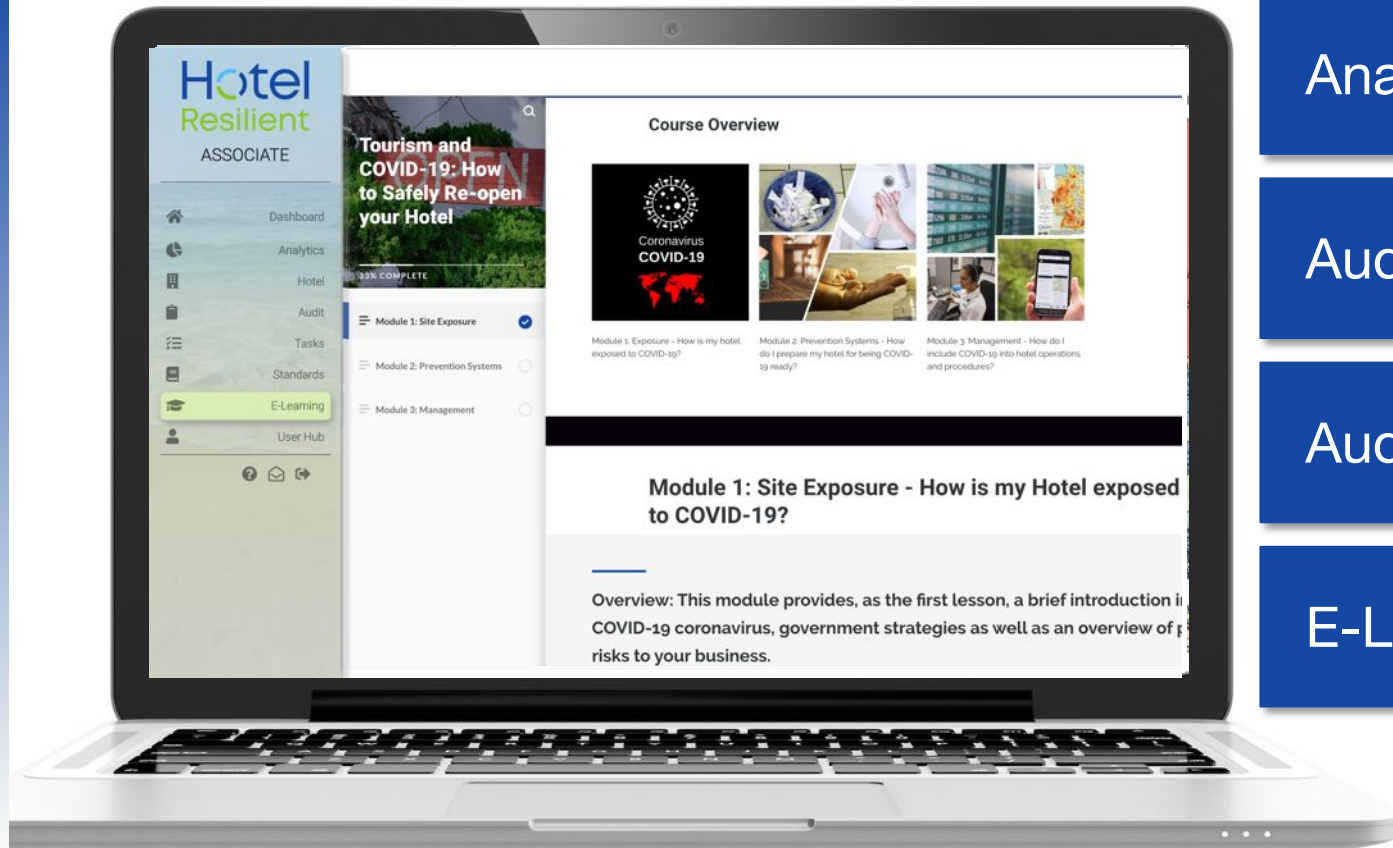 Hotel
Resilient
ASSOCIATE
Dashboard
Analytics
Hotel
Audit
Tasks
Standards
E-Learning
User Hub
Tourism and
COVID-19: How
to Safely Re-open
your Hotel
OPEN
33% COMPLETE
Module 1: Site Exposure
Module 2: Prevention Systems
Module 3: Management
Course Overview
Coronavirus
COVID-19
Module 1: Exposure - How is my hotel
exposed to COVID-19?
Module 2: Prevention Systems - How
do I prepare my hotel for being COVID-
19 ready?
Module 3: Management - How do I
include COVID-19 into hotel operations
and procedures?
Module 1: Site Exposure - How is my Hotel exposed
to COVID-19?
Overview: This module provides, as the first lesson, a brief introduction
COVID-19 coronavirus, government strategies as well as an overview of
risks to your business.
Ana
Aud
Aud
E-L